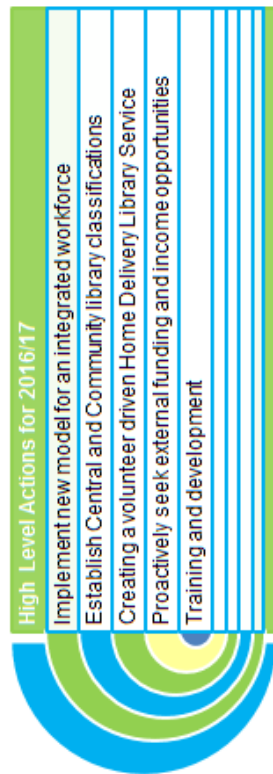 High Level Actions for 2016/17
Implement new model for an integrated workforce
Establish Central and Community library classifications
Creating a volunteer driven Home Delivery Library Service
Proactively seek external funding and income opportunities
Training and development